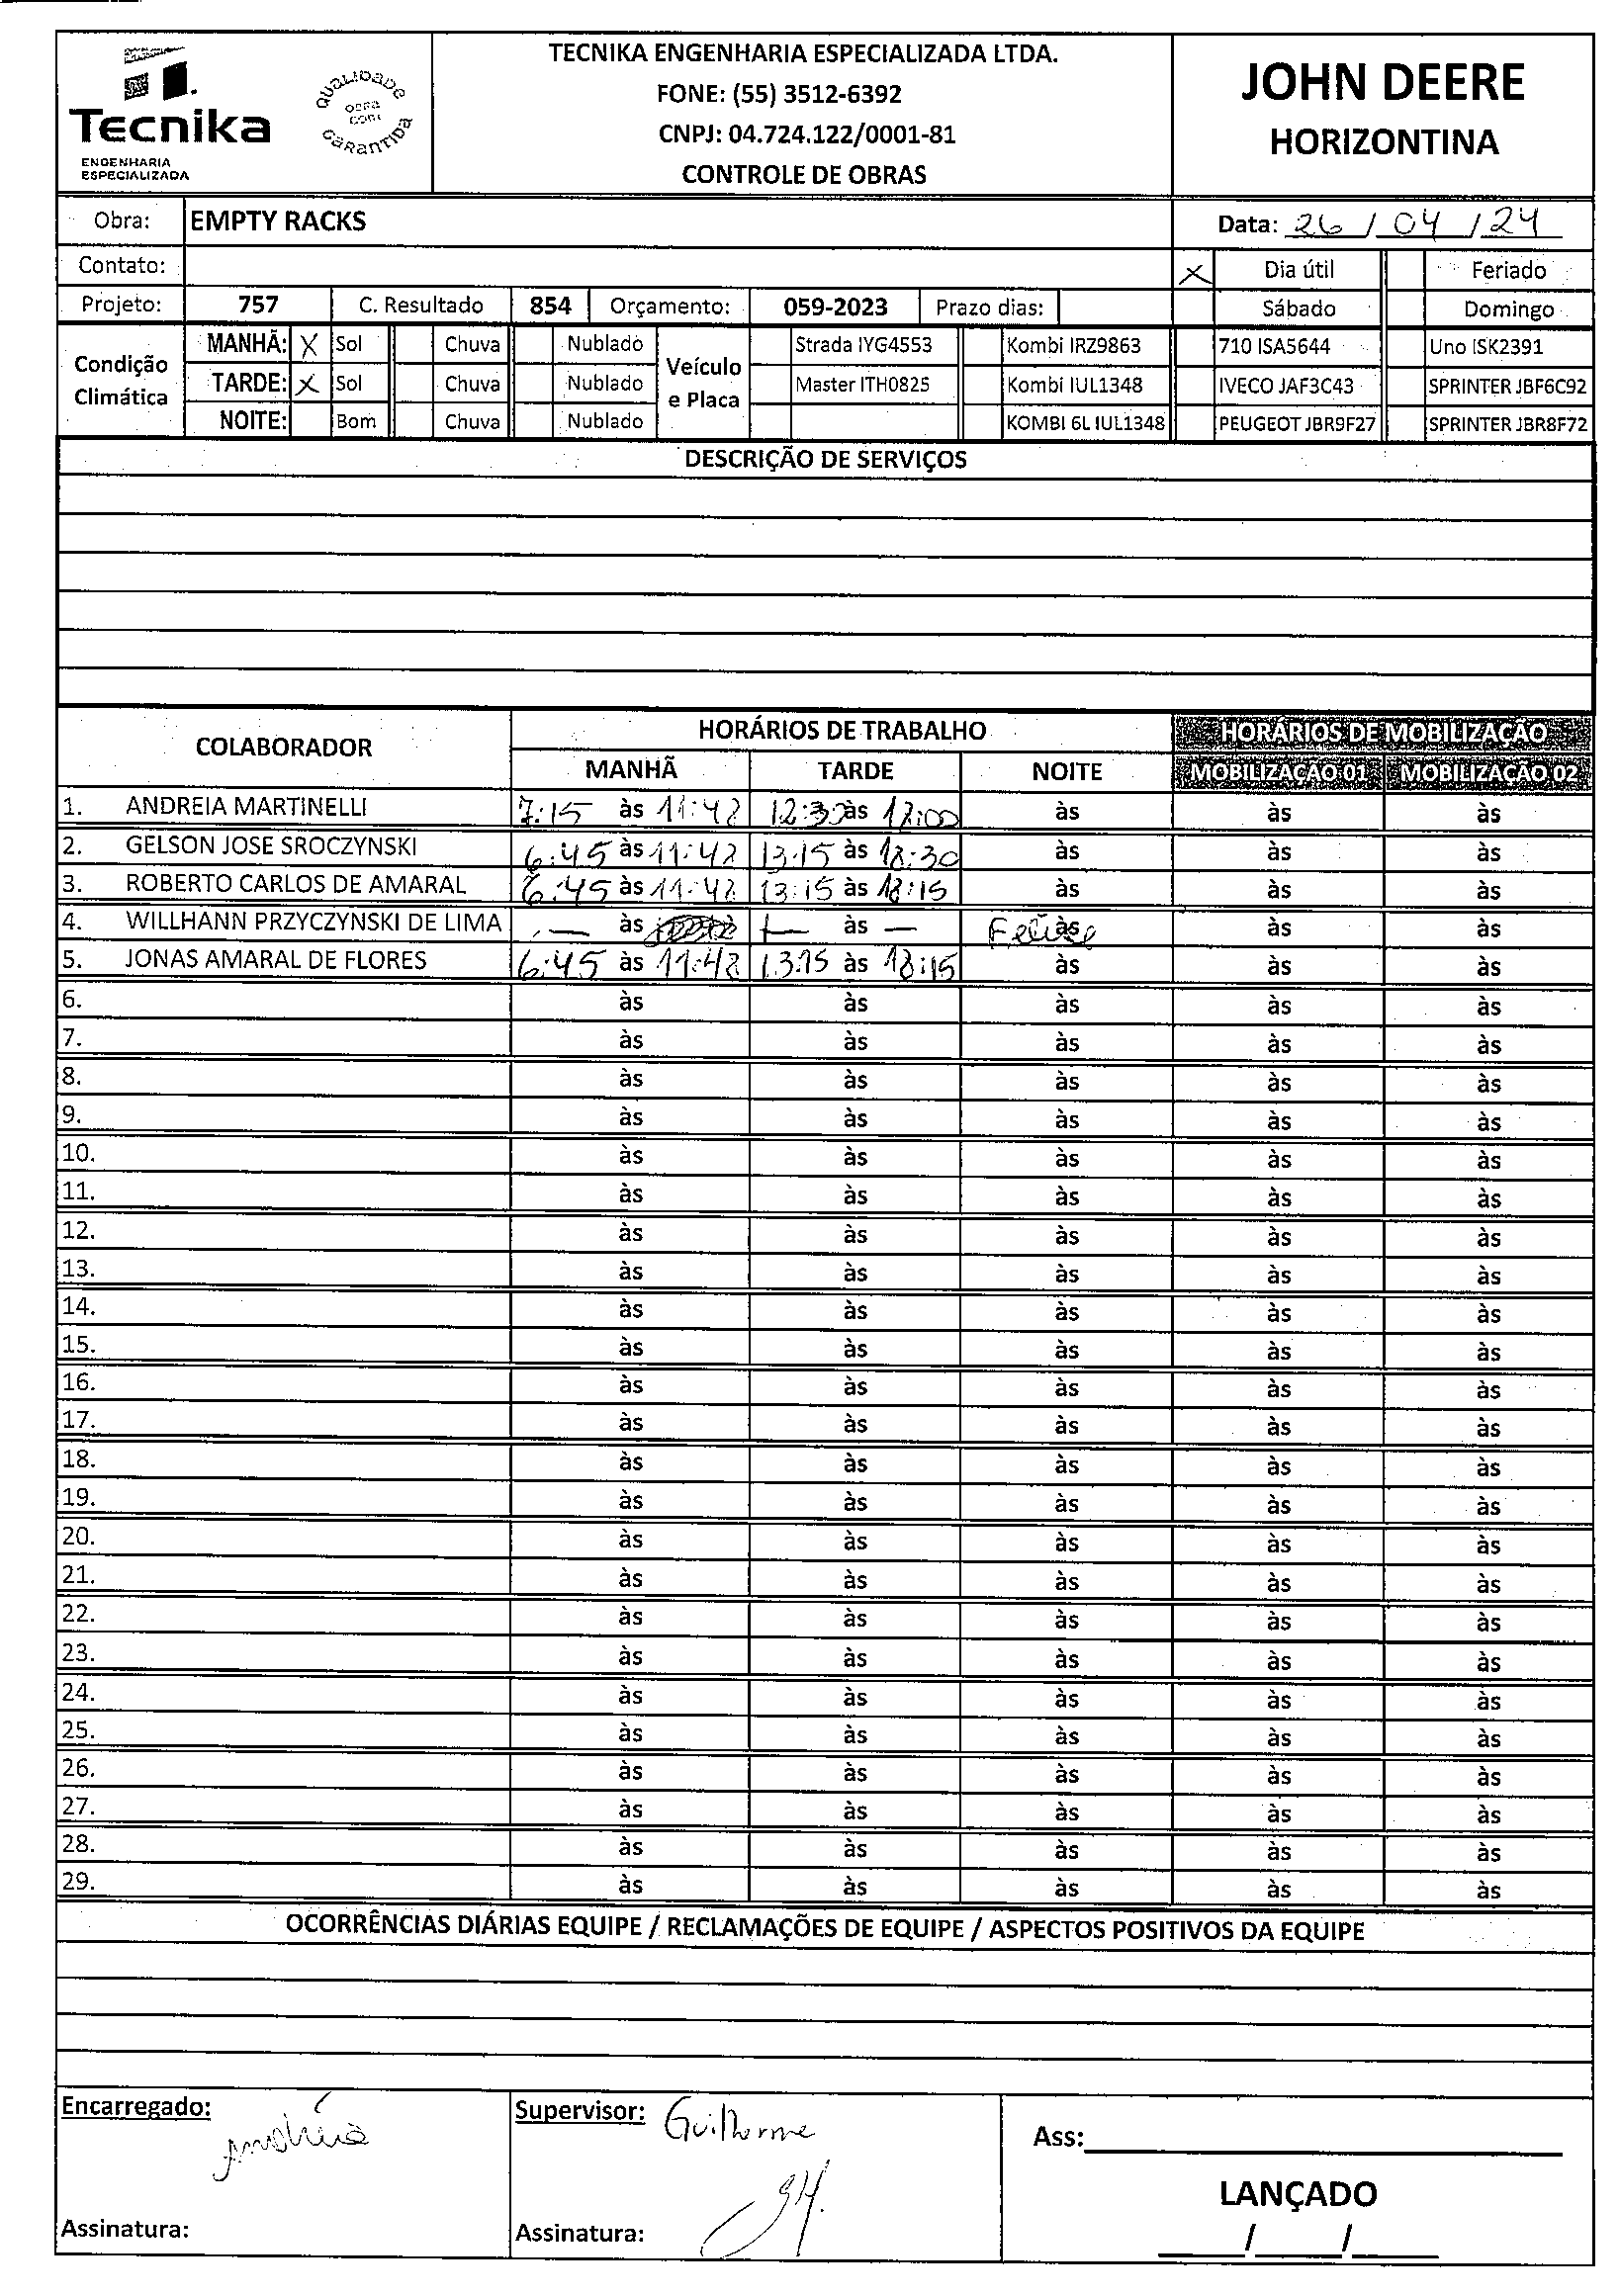 Tecnika
ENGENHARIA
ESPECIALIZADA
QUALIDADE
OBRA
COM
GARANTIDA
TECNIKA ENGENHARIA ESPECIALIZADA LTDA.
FONE: (55) 3512-6392
CNPJ: 04.724.122/0001-81
CONTROLE DE OBRAS
JOHN DEERE
HORIZONTINA
Obra: EMPTY RACKS Data: 26 / 04 / 24
Contato: X Dia útil Feriado
Projeto: 757 C. Resultado 854 Orçamento: 059-2023 Prazo dias: Sábado Domingo
Condição Climática
MANHÃ: X Sol Chuva Nublado
TARDE: X Sol Chuva Nublado
NOITE: Bom Chuva Nublado
Veículo e Placa
Strada IYG4553 Kombi IRZ9863 710 ISA5644 Uno ISK2391
Master ITH0825 Kombi IUL1348 IVECO JAF3C43 SPRINTER JBF6C92
KOMBI 6L IUL1348 PEUGEOT JBR9F27 SPRINTER JBR8F72
DESCRIÇÃO DE SERVIÇOS
COLABORADOR HORÁRIOS DE TRABALHO HORÁRIOS DE MOBILIZAÇÃO
MANHÃ TARDE NOITE MOBILIZAÇÃO 01 MOBILIZAÇÃO 02
1. ANDREIA MARTINELLI 7:15 às 11:48 12:30 às 18:00 às às às
2. GELSON JOSE SROCZYNSKI 6:45 às 11:48 13:15 às 18:30 às às às
3. ROBERTO CARLOS DE AMARAL 6:45 às 11:48 13:15 às 18:15 às às às
4. WILLHANN PRZYCZYNSKI DE LIMA — às — às — às às às
5. JONAS AMARAL DE FLORES 6:45 às 11:48 13:15 às 18:15 às às às
6. às às às às às
7. às às às às às
8. às às às às às
9. às às às às às
10. às às às às às
11. às às às às às
12. às às às às às
13. às às às às às
14. às às às às às
15. às às às às às
16. às às às às às
17. às às às às às
18. às às às às às
19. às às às às às
20. às às às às às
21. às às às às às
22. às às às às às
23. às às às às às
24. às às às às às
25. às às às às às
26. às às às às às
27. às às às às às
28. às às às às às
29. às às às às às
OCORRÊNCIAS DIÁRIAS EQUIPE / RECLAMAÇÕES DE EQUIPE / ASPECTOS POSITIVOS DA EQUIPE
Encarregado: Andréia
Assinatura:
Supervisor: Guilherme
Assinatura: GH.
Ass:
LANÇADO
/ /